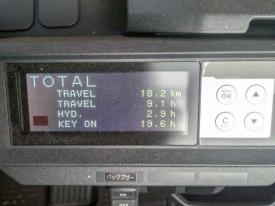 TOTAL
TRAVEL 18.2 km
TRAVEL 9.1 h
HYD. 2.9 h
KEY ON 19.6 h
MENU
OK
C
バックブザー